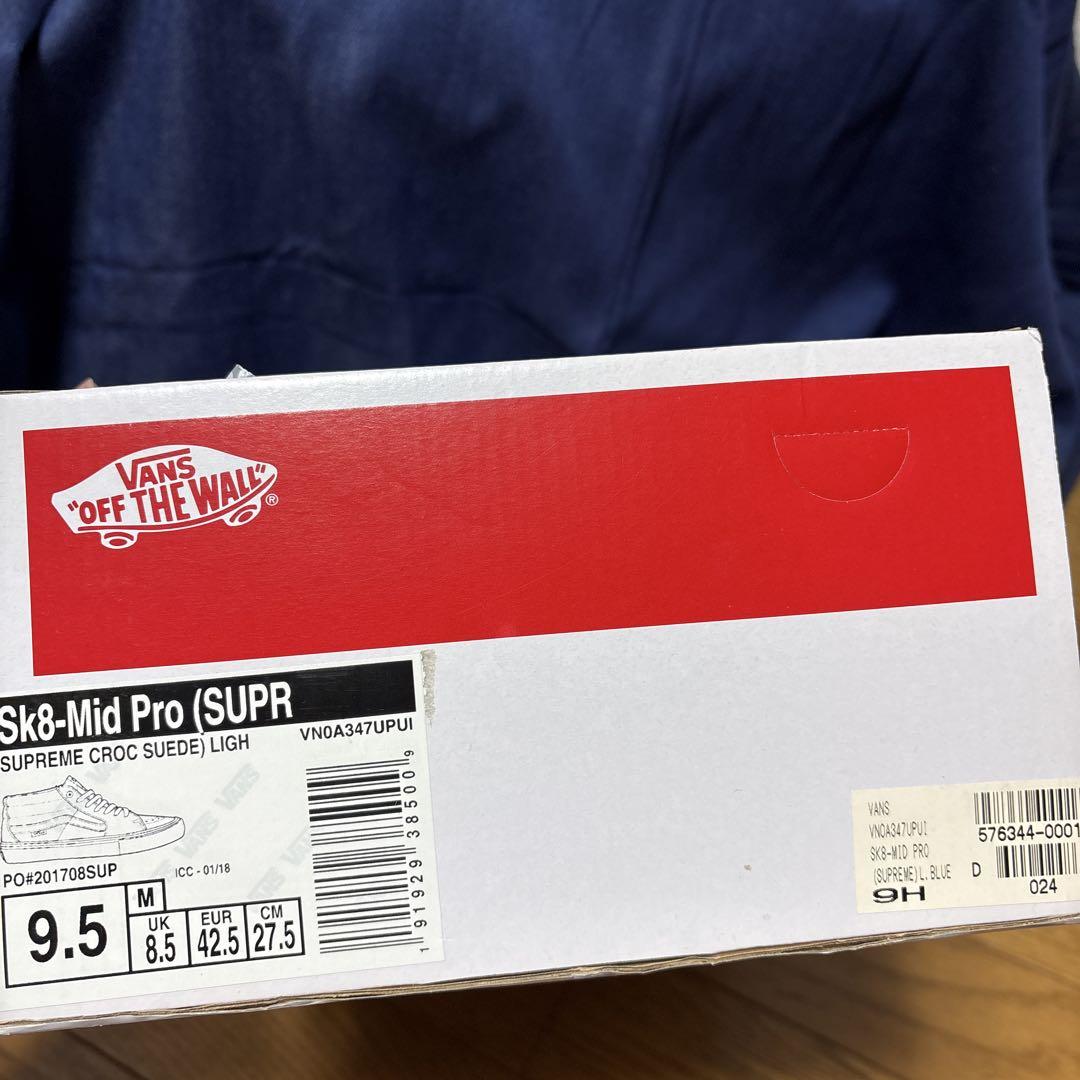 VANS
"OFF THE WALL"®
Sk8-Mid Pro (SUPR
VN0A347UPUI
(SUPREME CROC SUEDE) LIGH
PO#201708SUP
ICC - 01/18
9.5
M
UK
8.5
EUR
42.5
CM
27.5
1 91929 38500 9
VANS
VN0A347UPUI
SK8-MID PRO
(SUPREME)L.BLUE
9H
576344-0001
D
024